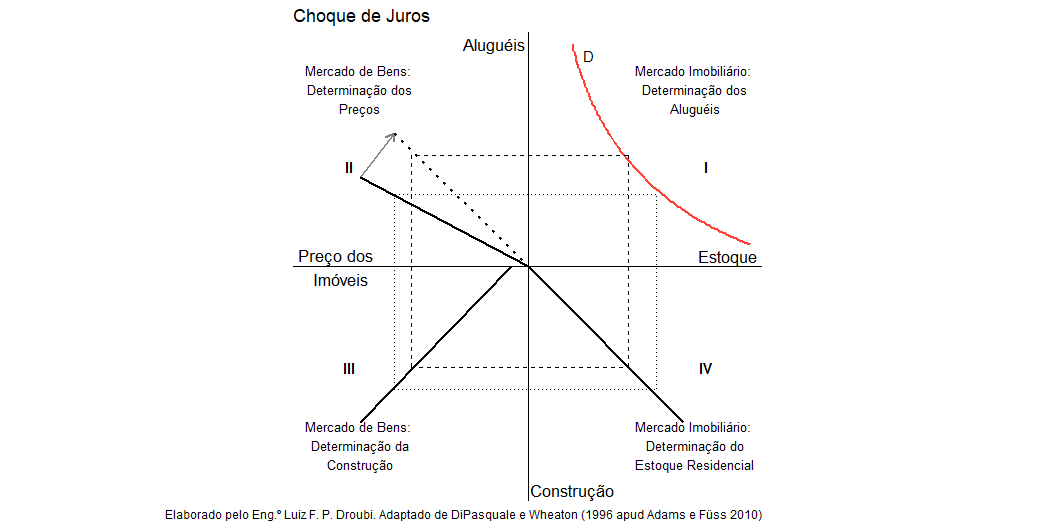 Choque de Juros
Aluguéis
D
Mercado de Bens:
Determinação dos
Preços
Mercado Imobiliário:
Determinação dos
Aluguéis
II
I
Preço dos
Imóveis
Estoque
III
IV
Mercado de Bens:
Determinação da
Construção
Mercado Imobiliário:
Determinação do
Estoque Residencial
Construção
Elaborado pelo Eng.º Luiz F. P. Droubi. Adaptado de DiPasquale e Wheaton (1996 apud Adams e Füss 2010)